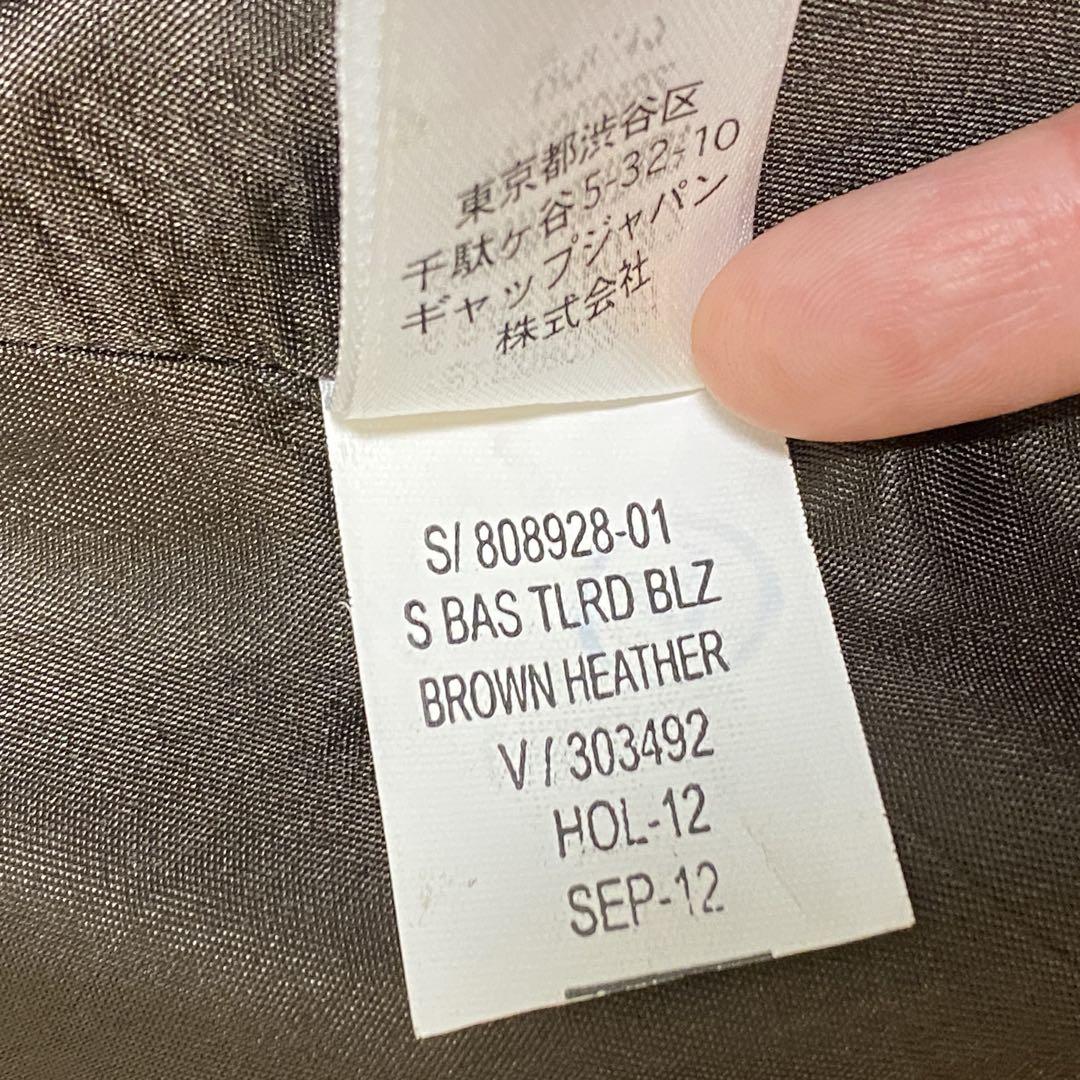 東京都渋谷区
千駄ヶ谷5-32-10
ギャップジャパン
株式会社
S/ 808928-01
S BAS TLRD BLZ
BROWN HEATHER
V / 303492
HOL-12
SEP-12